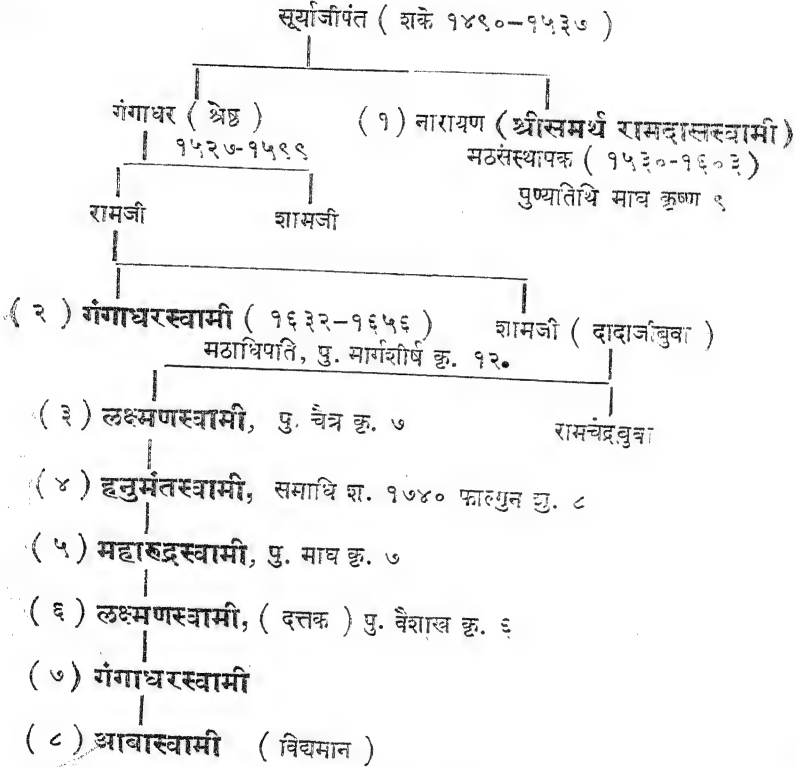 सूर्याजीपंत ( शके १४९०-१५३७ )
गंगाधर ( श्रेष्ठ ) ( १ ) नारायण ( श्रीसमर्थ रामदासस्वामी )
१५२७-१५९९ मठसंस्थापक ( १५३०-१६०३ )
पुण्यतिथि माघ कृष्ण ९
रामजी शामजी
( २ ) गंगाधरस्वामी ( १६३२-१६५६ ) शामजी ( दादाजीबुवा )
मठाधिपति, पु. मार्गशीर्ष कृ. १२.
( ३ ) लक्ष्मणस्वामी, पु. चैत्र कृ. ७ रामचंद्रबुवा
( ४ ) हनुमंतस्वामी, समाधि श. १७४० फाल्गुन शु. ८
( ५ ) महारुद्रस्वामी, पु. माघ कृ. ७
( ६ ) लक्ष्मणस्वामी, ( दत्तक ) पु. वैशाख कृ. ६
( ७ ) गंगाधरस्वामी
( ८ ) आबास्वामी ( विद्यमान )